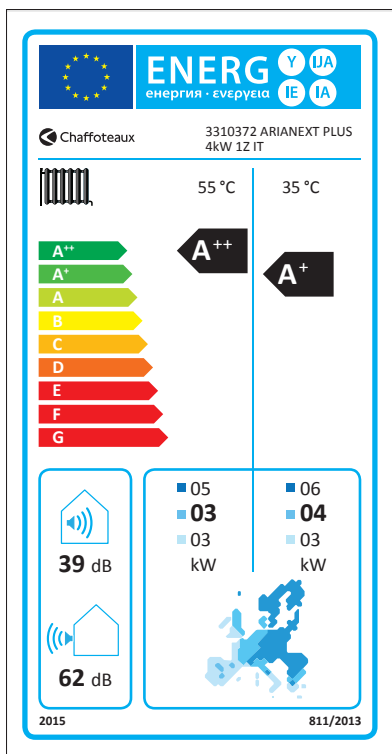 ENERG Y IJA
енергия · ενεργεια IE IA
Chaffoteaux
3310372 ARIANEXT PLUS
4kW 1Z IT
55 °C 35 °C
A++ A+
A++
A+
A
B
C
D
E
F
G
05 06
03 04
03 03
kW kW
39 dB
62 dB
2015 811/2013